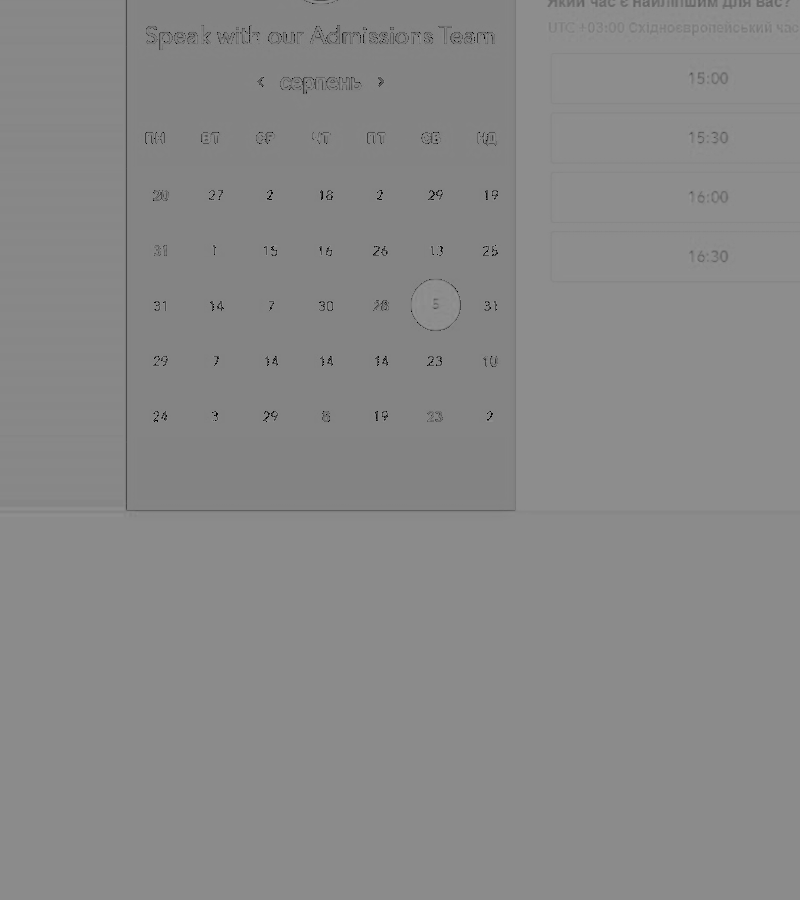 Speak with our Admissions Team
‹ серпень ›
ПН ВТ СР ЧТ ПТ СБ НД
20 27 2 18 2 29 19
31 1 15 16 26 13 25
31 14 7 30 28 5 31
29 7 14 14 14 23 10
24 3 29 8 19 23 2
Який час є найліпшим для вас?
UTC +03:00 Східноєвропейський час
15:00
15:30
16:00
16:30